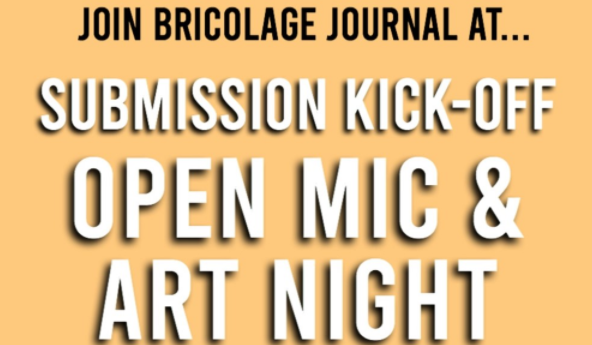 JOIN BRICOLAGE JOURNAL AT...
SUBMISSION KICK-OFF
OPEN MIC &
ART NIGHT